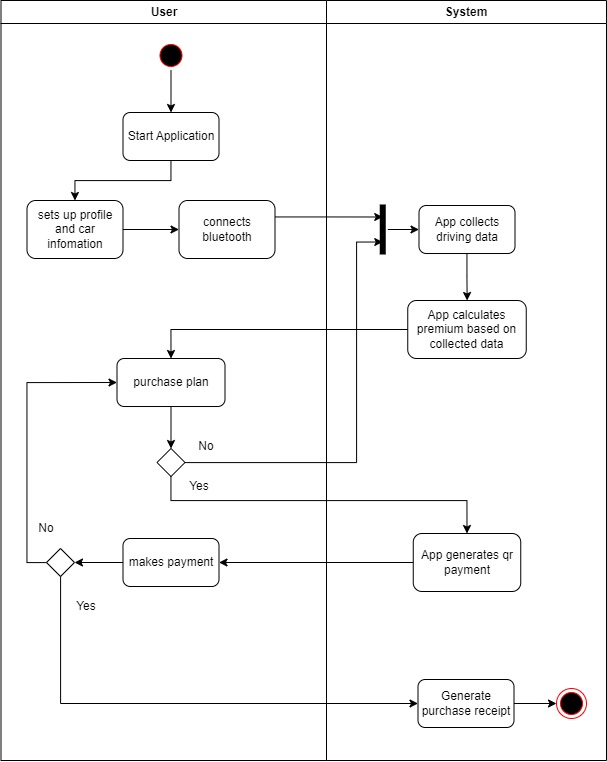 User
System
Start Application
sets up profile
and car
infomation
connects
bluetooth
App collects
driving data
App calculates
premium based on
collected data
purchase plan
No
Yes
No
makes payment
App generates qr
payment
Yes
Generate
purchase receipt